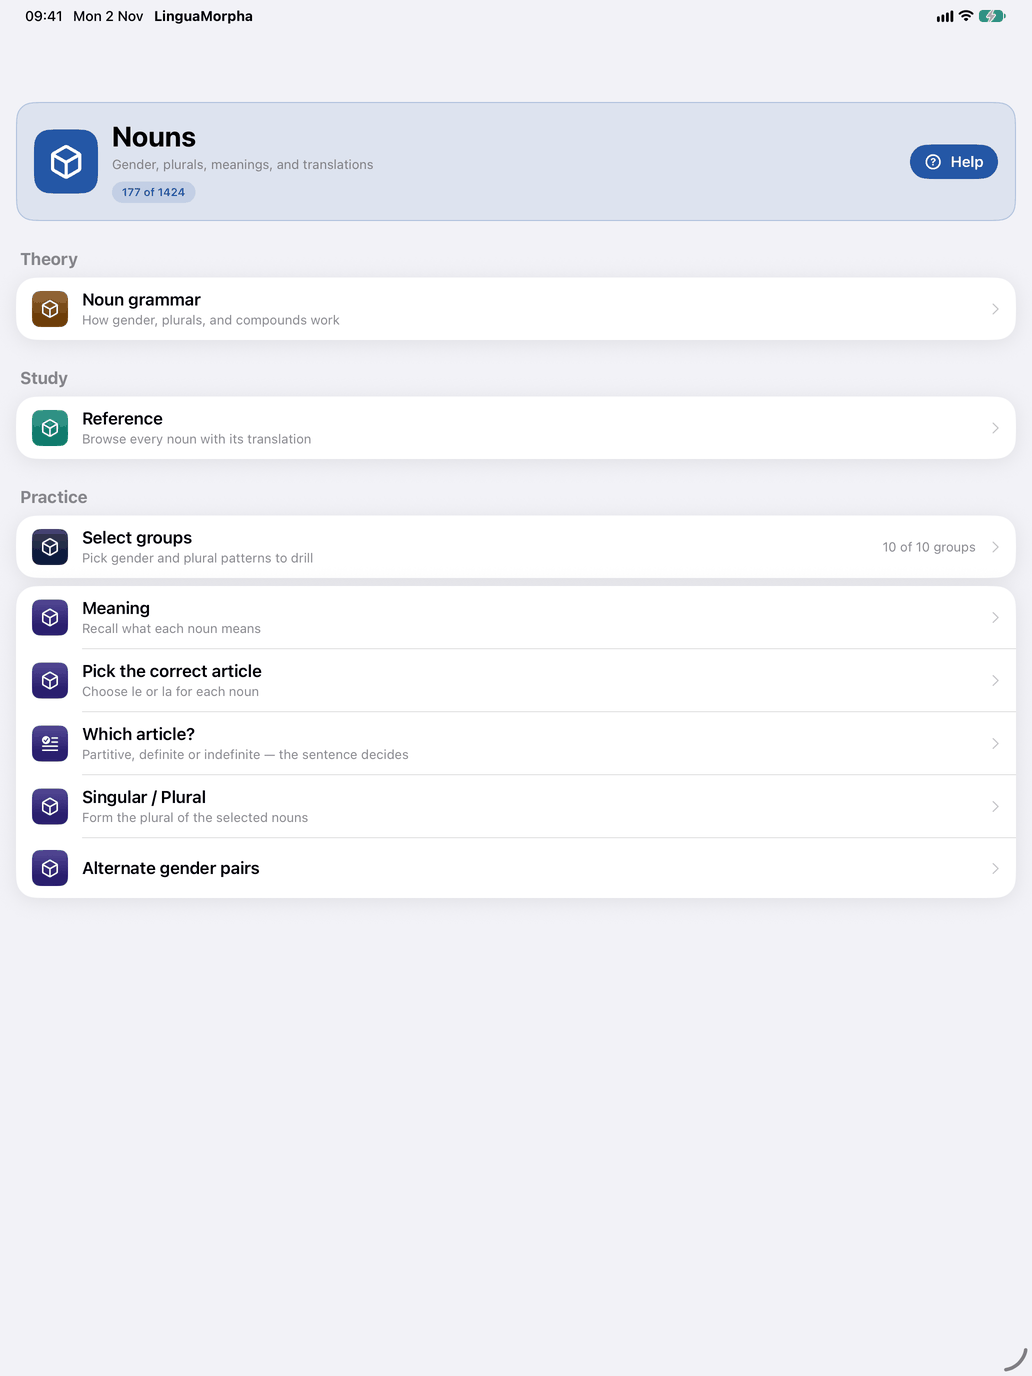 09:41 Mon 2 Nov LinguaMorpha
Nouns
Gender, plurals, meanings, and translations
177 of 1424
Help
Theory
Noun grammar
How gender, plurals, and compounds work
Study
Reference
Browse every noun with its translation
Practice
Select groups
Pick gender and plural patterns to drill
10 of 10 groups
Meaning
Recall what each noun means
Pick the correct article
Choose le or la for each noun
Which article?
Partitive, definite or indefinite — the sentence decides
Singular / Plural
Form the plural of the selected nouns
Alternate gender pairs